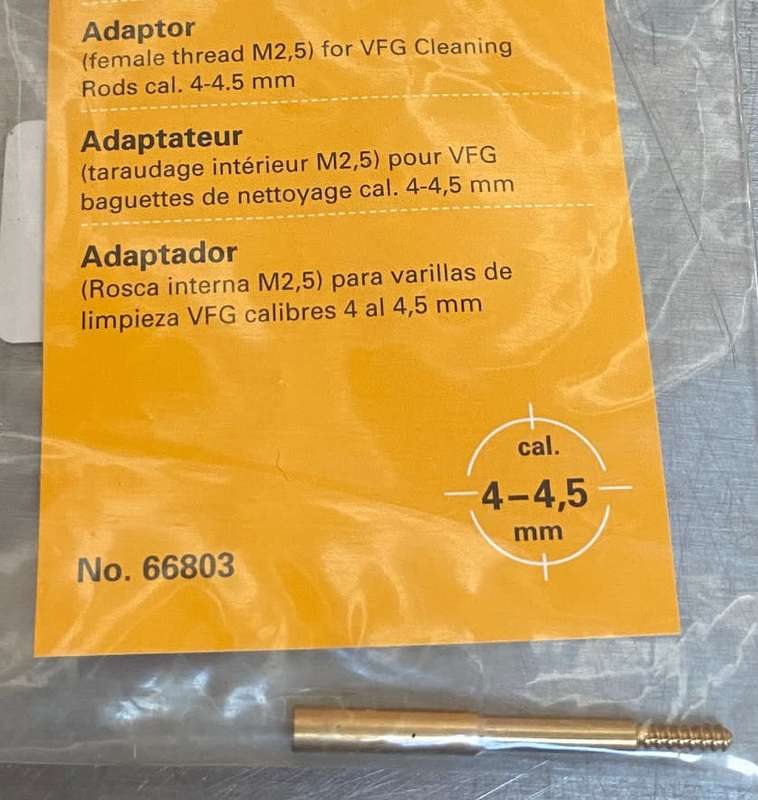 Adaptor
(female thread M2,5) for VFG Cleaning
Rods cal. 4-4.5 mm
Adaptateur
(taraudage intérieur M2,5) pour VFG
baguettes de nettoyage cal. 4-4,5 mm
Adaptador
(Rosca interna M2,5) para varillas de
limpieza VFG calibres 4 al 4,5 mm
cal.
4–4,5
mm
No. 66803